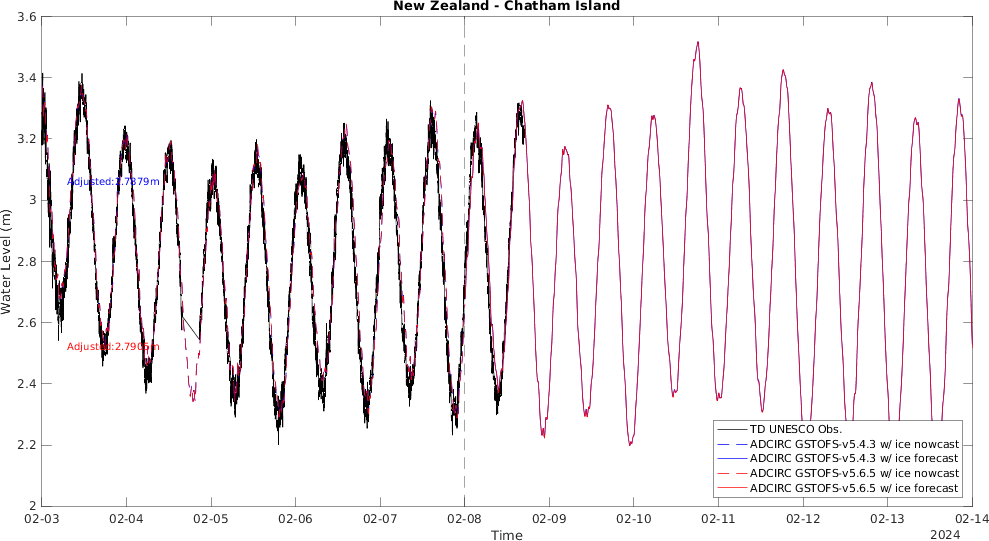 New Zealand - Chatham Island
Water Level (m)
3.6
3.4
3.2
3
2.8
2.6
2.4
2.2
2
Adjusted:2.7879m
Adjusted:m
TD UNESCO Obs.
ADCIRC GSTOFS-v5.4.3 w/ ice nowcast
ADCIRC GSTOFS-v5.4.3 w/ ice forecast
ADCIRC GSTOFS-v5.6.5 w/ ice nowcast
ADCIRC GSTOFS-v5.6.5 w/ ice forecast
02-03 02-04 02-05 02-06 02-07 02-08 02-09 02-10 02-11 02-12 02-13 02-14
Time
2024